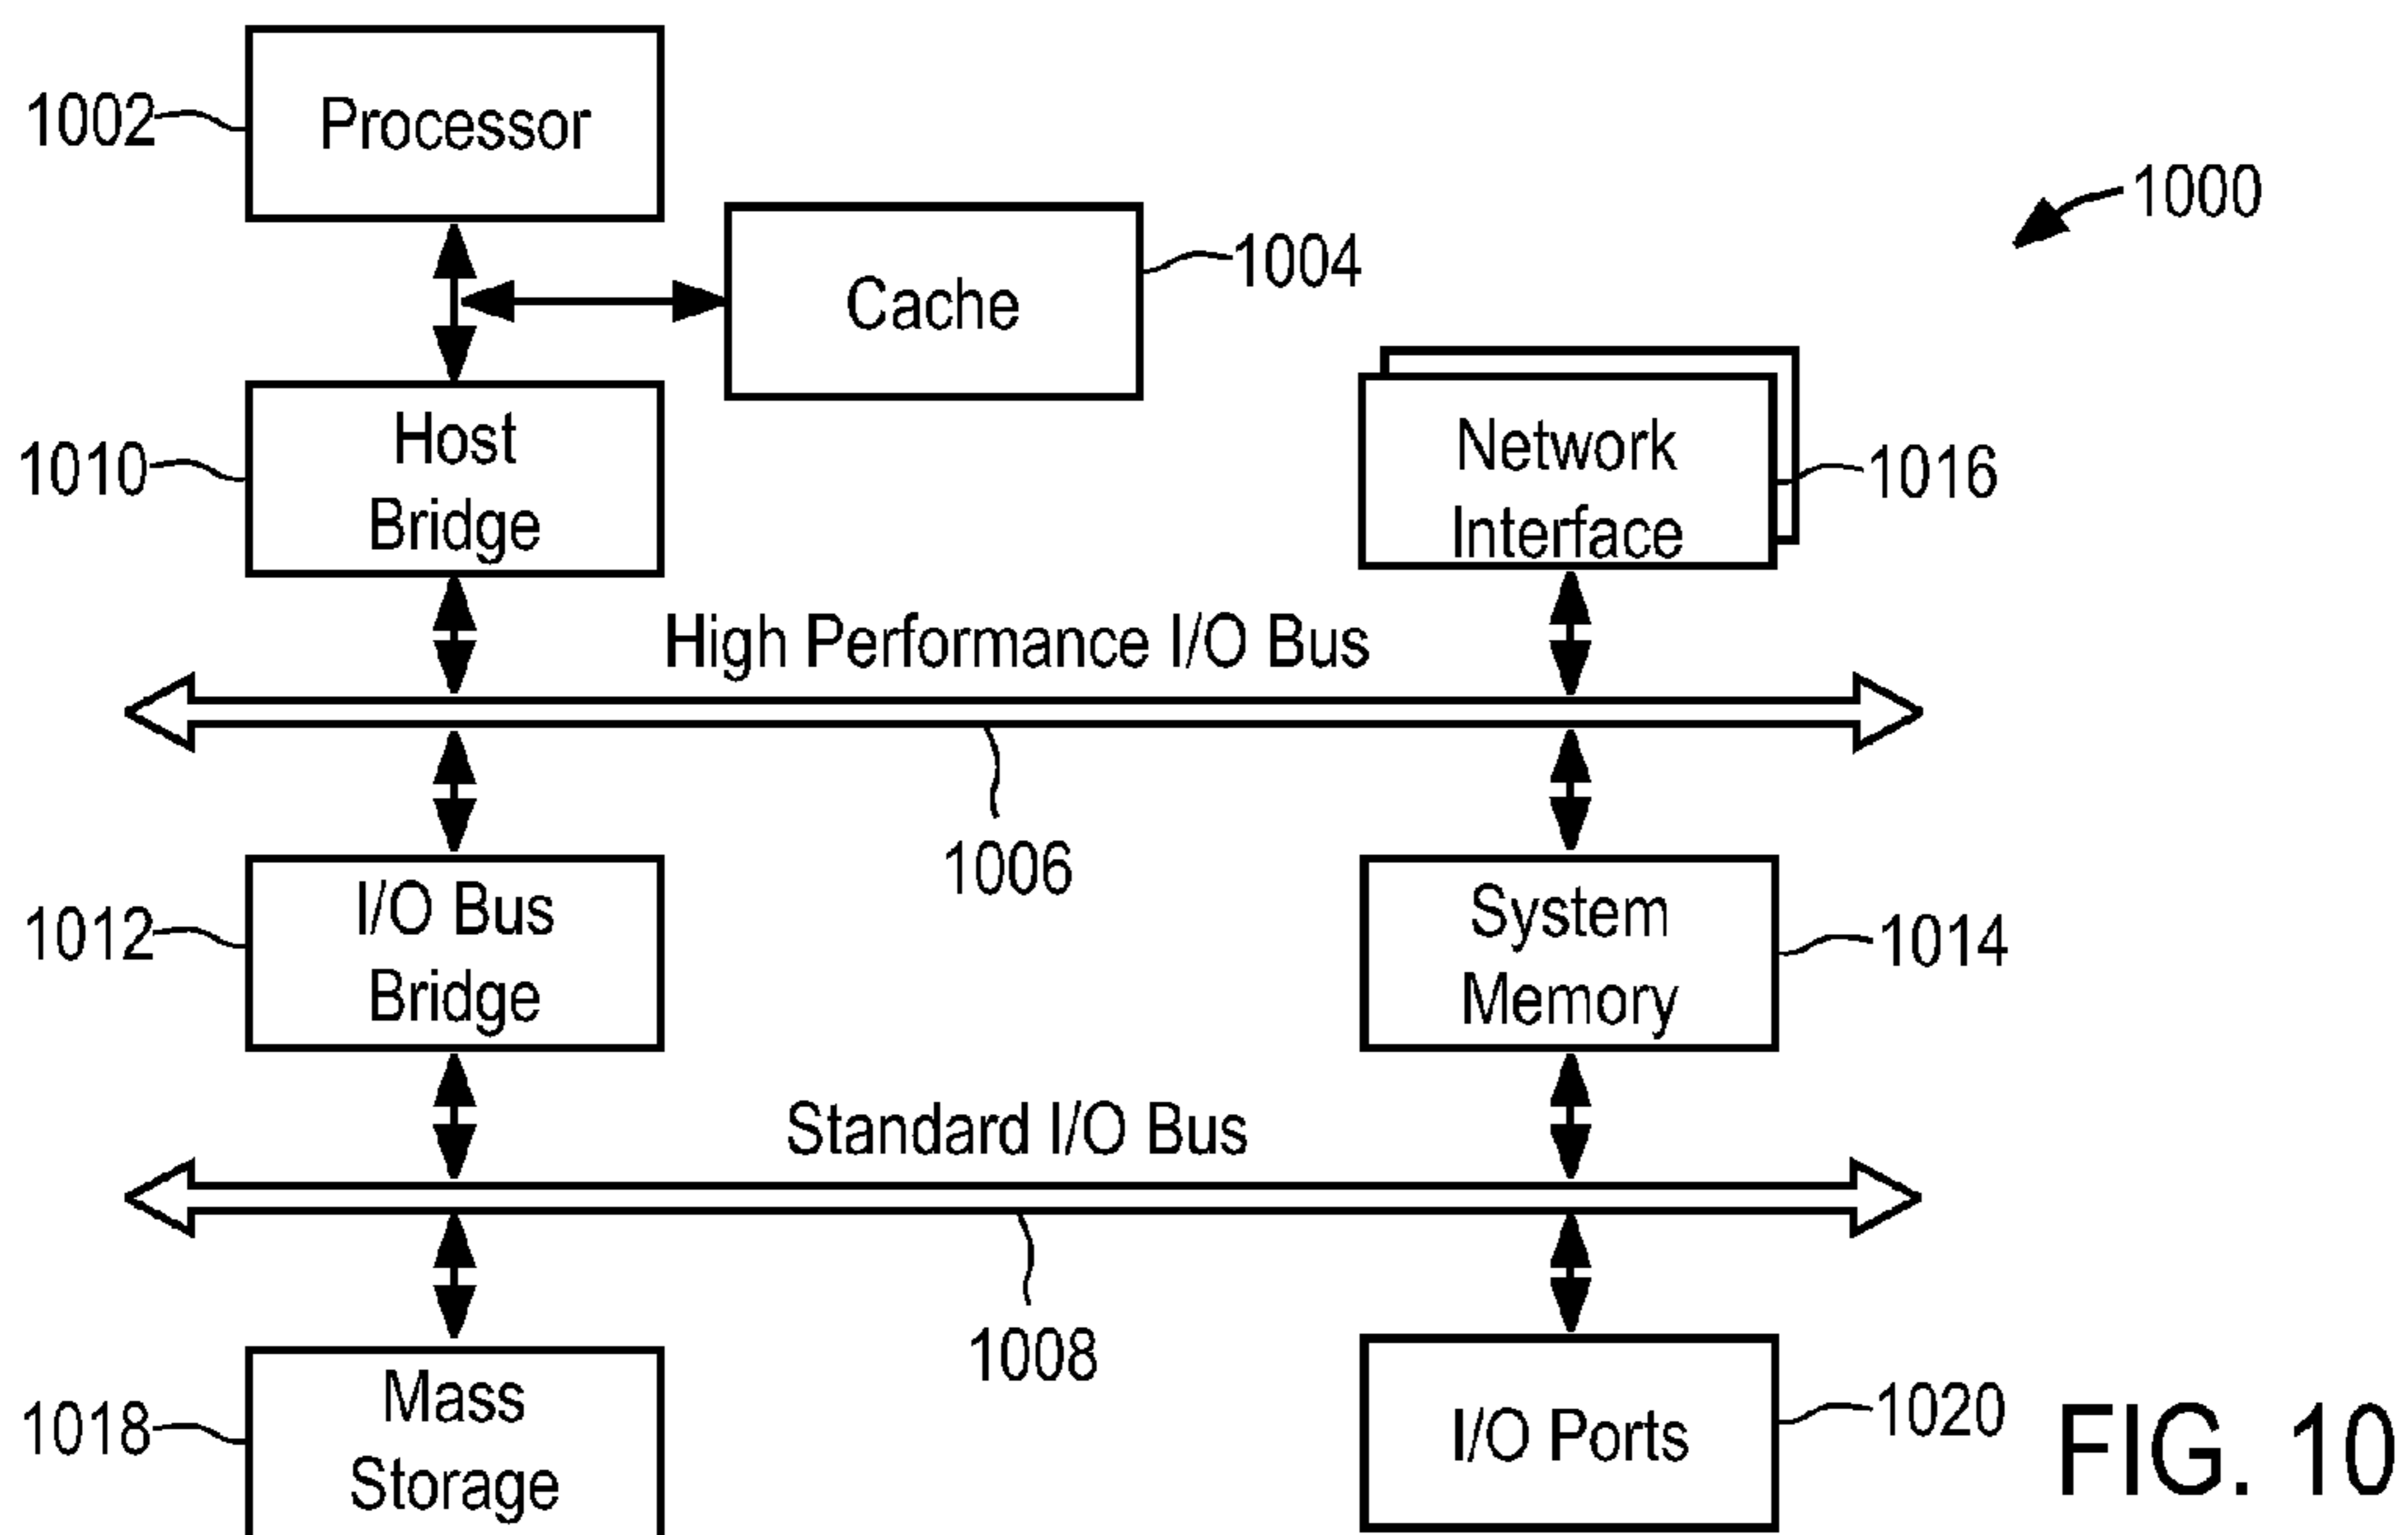 1002
Processor
1000
1004
Cache
1010
Host
Bridge
Network
Interface
1016
High Performance I/O Bus
1006
1012
I/O Bus
Bridge
System
Memory
1014
Standard I/O Bus
1008
1018
Mass
Storage
I/O Ports
1020
FIG. 10